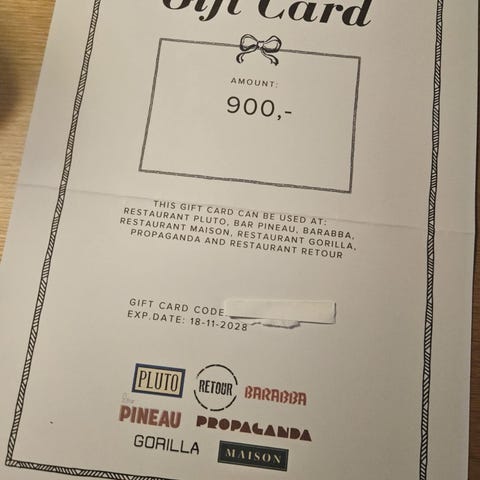 Gift Card
AMOUNT:
900,-
THIS GIFT CARD CAN BE USED AT:
RESTAURANT PLUTO, BAR PINEAU, BARABBA,
RESTAURANT MAISON, RESTAURANT GORILLA,
PROPAGANDA AND RESTAURANT RETOUR
GIFT CARD CODE
EXP.DATE: 18-11-2028
PLUTO
RETOUR
BARABBA
Bar
PINEAU
PROPAGANDA
GORILLA
MAISON